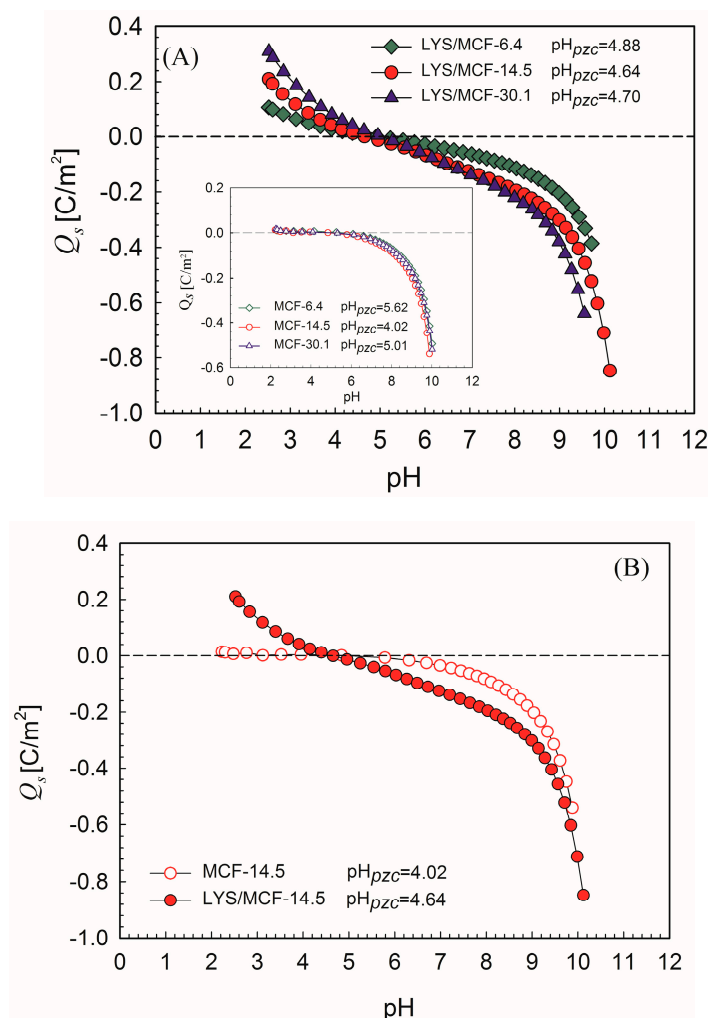 (A)
LYS/MCF-6.4 pHpzc=4.88
LYS/MCF-14.5 pHpzc=4.64
LYS/MCF-30.1 pHpzc=4.70
0.4
0.2
0.0
-0.2
-0.4
-0.6
-0.8
-1.0
Qs [C/m²]
0 1 2 3 4 5 6 7 8 9 10 11 12
pH
0.2
0.0
-0.2
-0.4
-0.6
Qs [C/m²]
MCF-6.4 pHpzc=5.62
MCF-14.5 pHpzc=4.02
MCF-30.1 pHpzc=5.01
0 2 4 6 8 10 12
pH
(B)
0.4
0.2
0.0
-0.2
-0.4
-0.6
-0.8
-1.0
Qs [C/m²]
MCF-14.5 pHpzc=4.02
LYS/MCF-14.5 pHpzc=4.64
0 1 2 3 4 5 6 7 8 9 10 11 12
pH